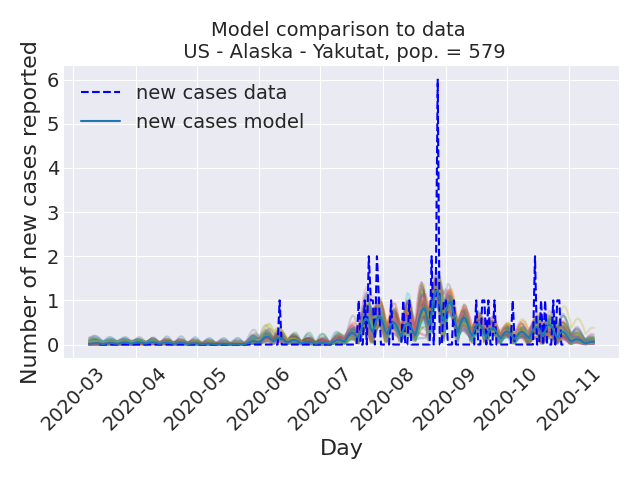 Model comparison to data
US - Alaska - Yakutat, pop. = 579
Number of new cases reported
6
5
4
3
2
1
0
new cases data
new cases model
2020-03
2020-04
2020-05
2020-06
2020-07
2020-08
2020-09
2020-10
2020-11
Day